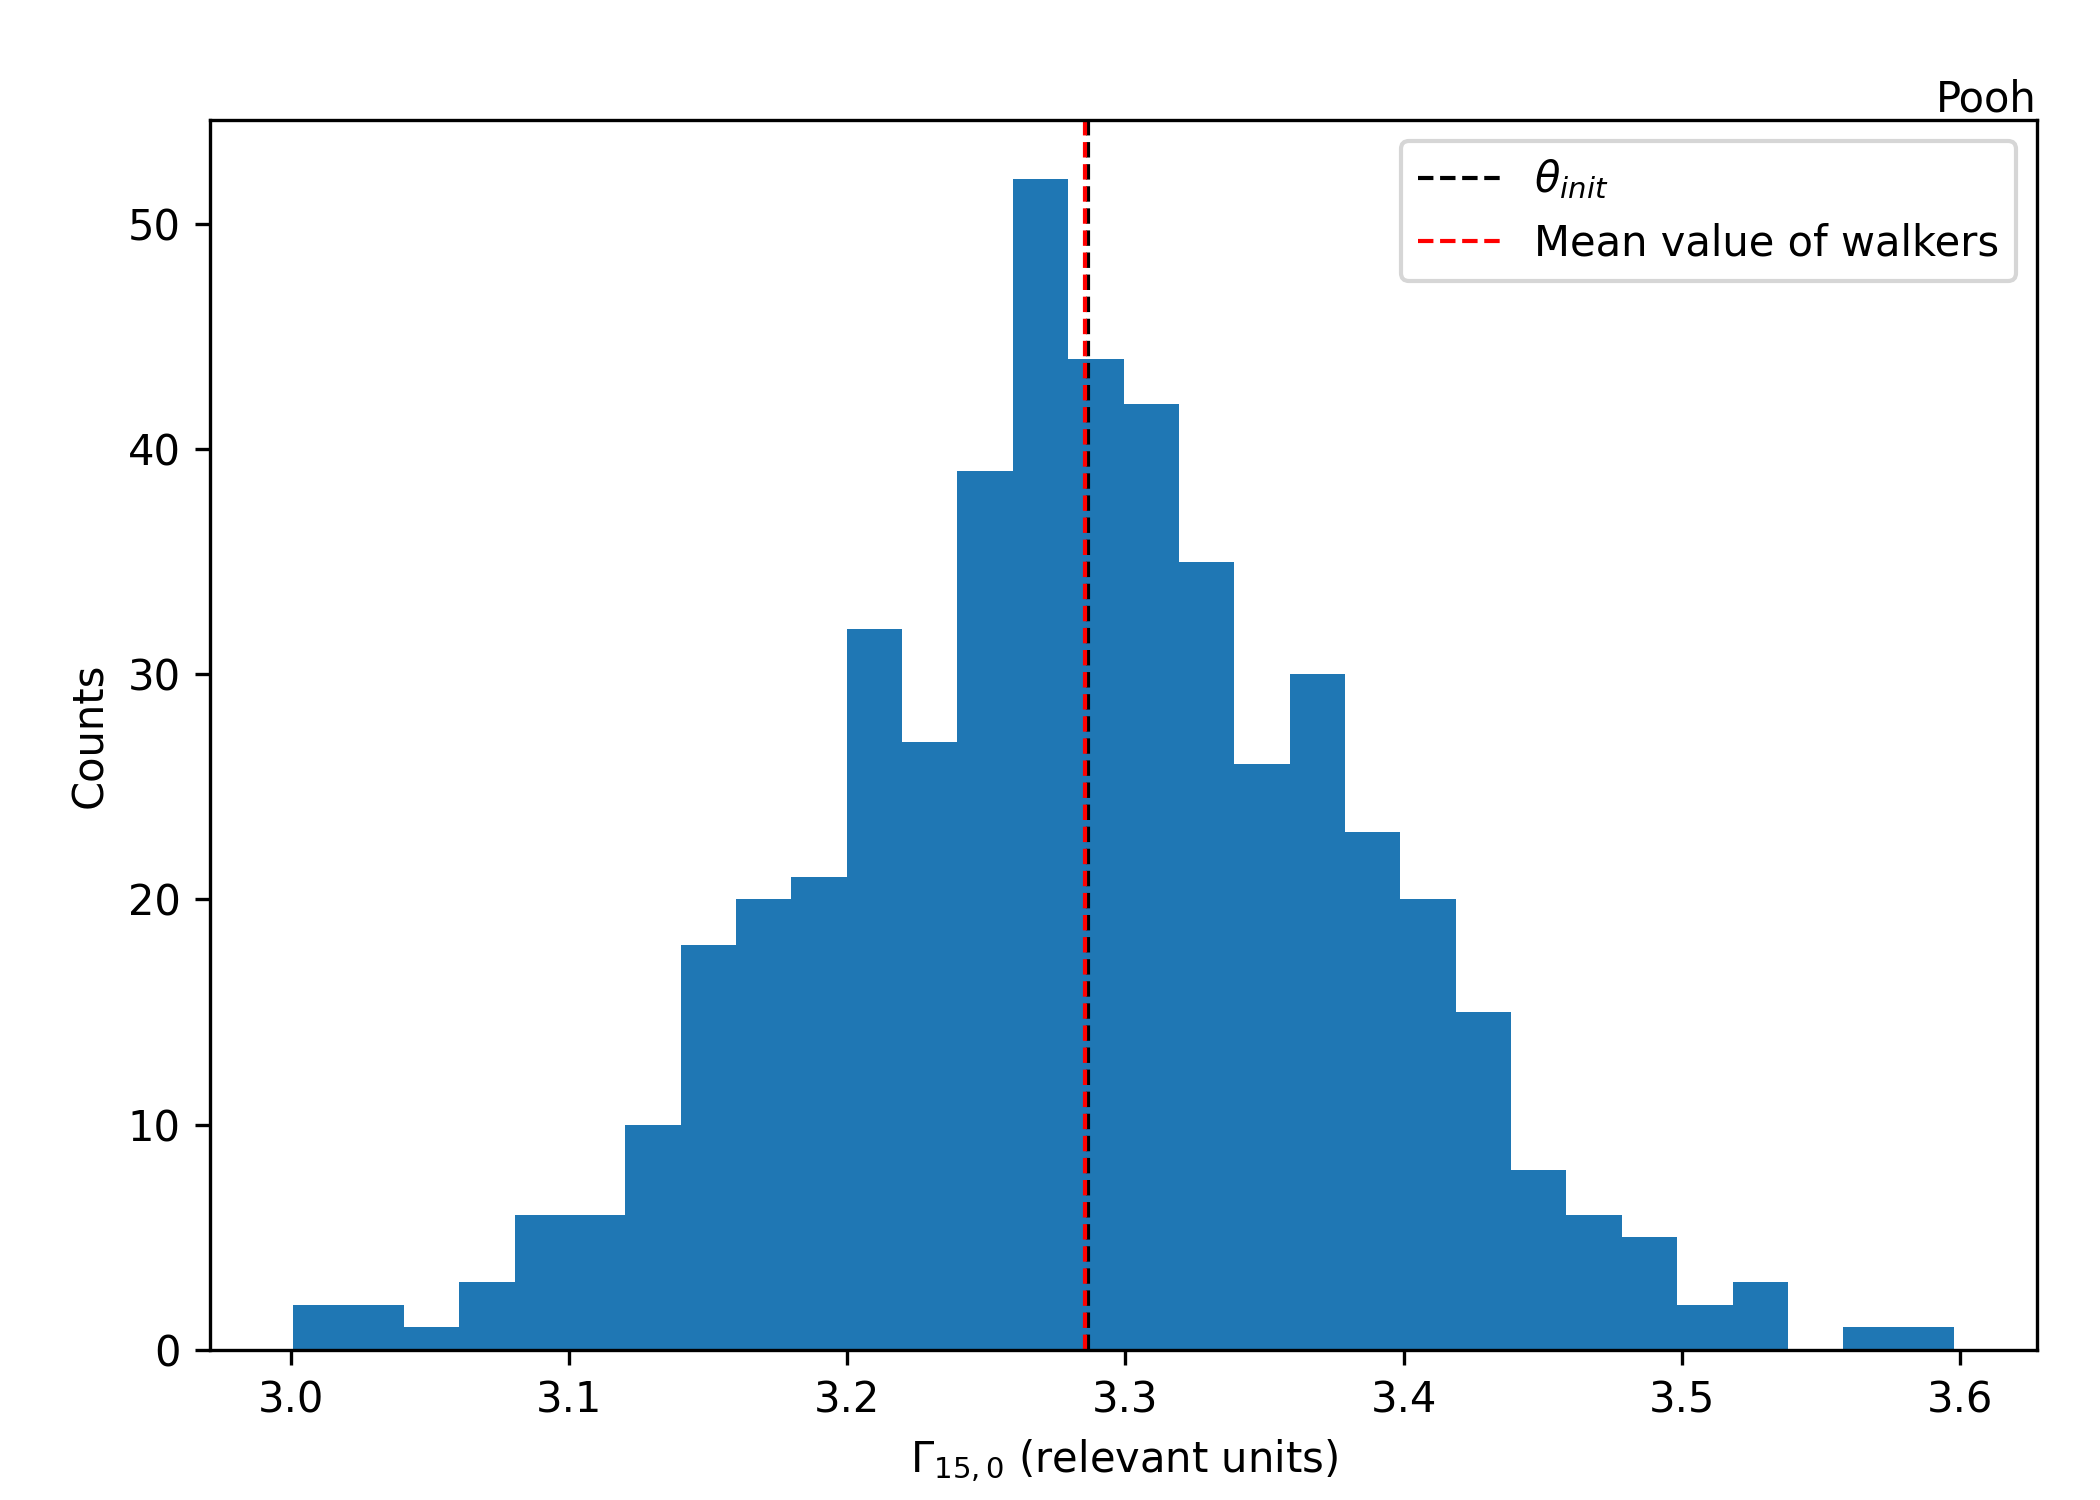 Pooh
θinit
Mean value of walkers
50
40
30
20
10
0
Counts
3.0 3.1 3.2 3.3 3.4 3.5 3.6
Γ15, 0 (relevant units)